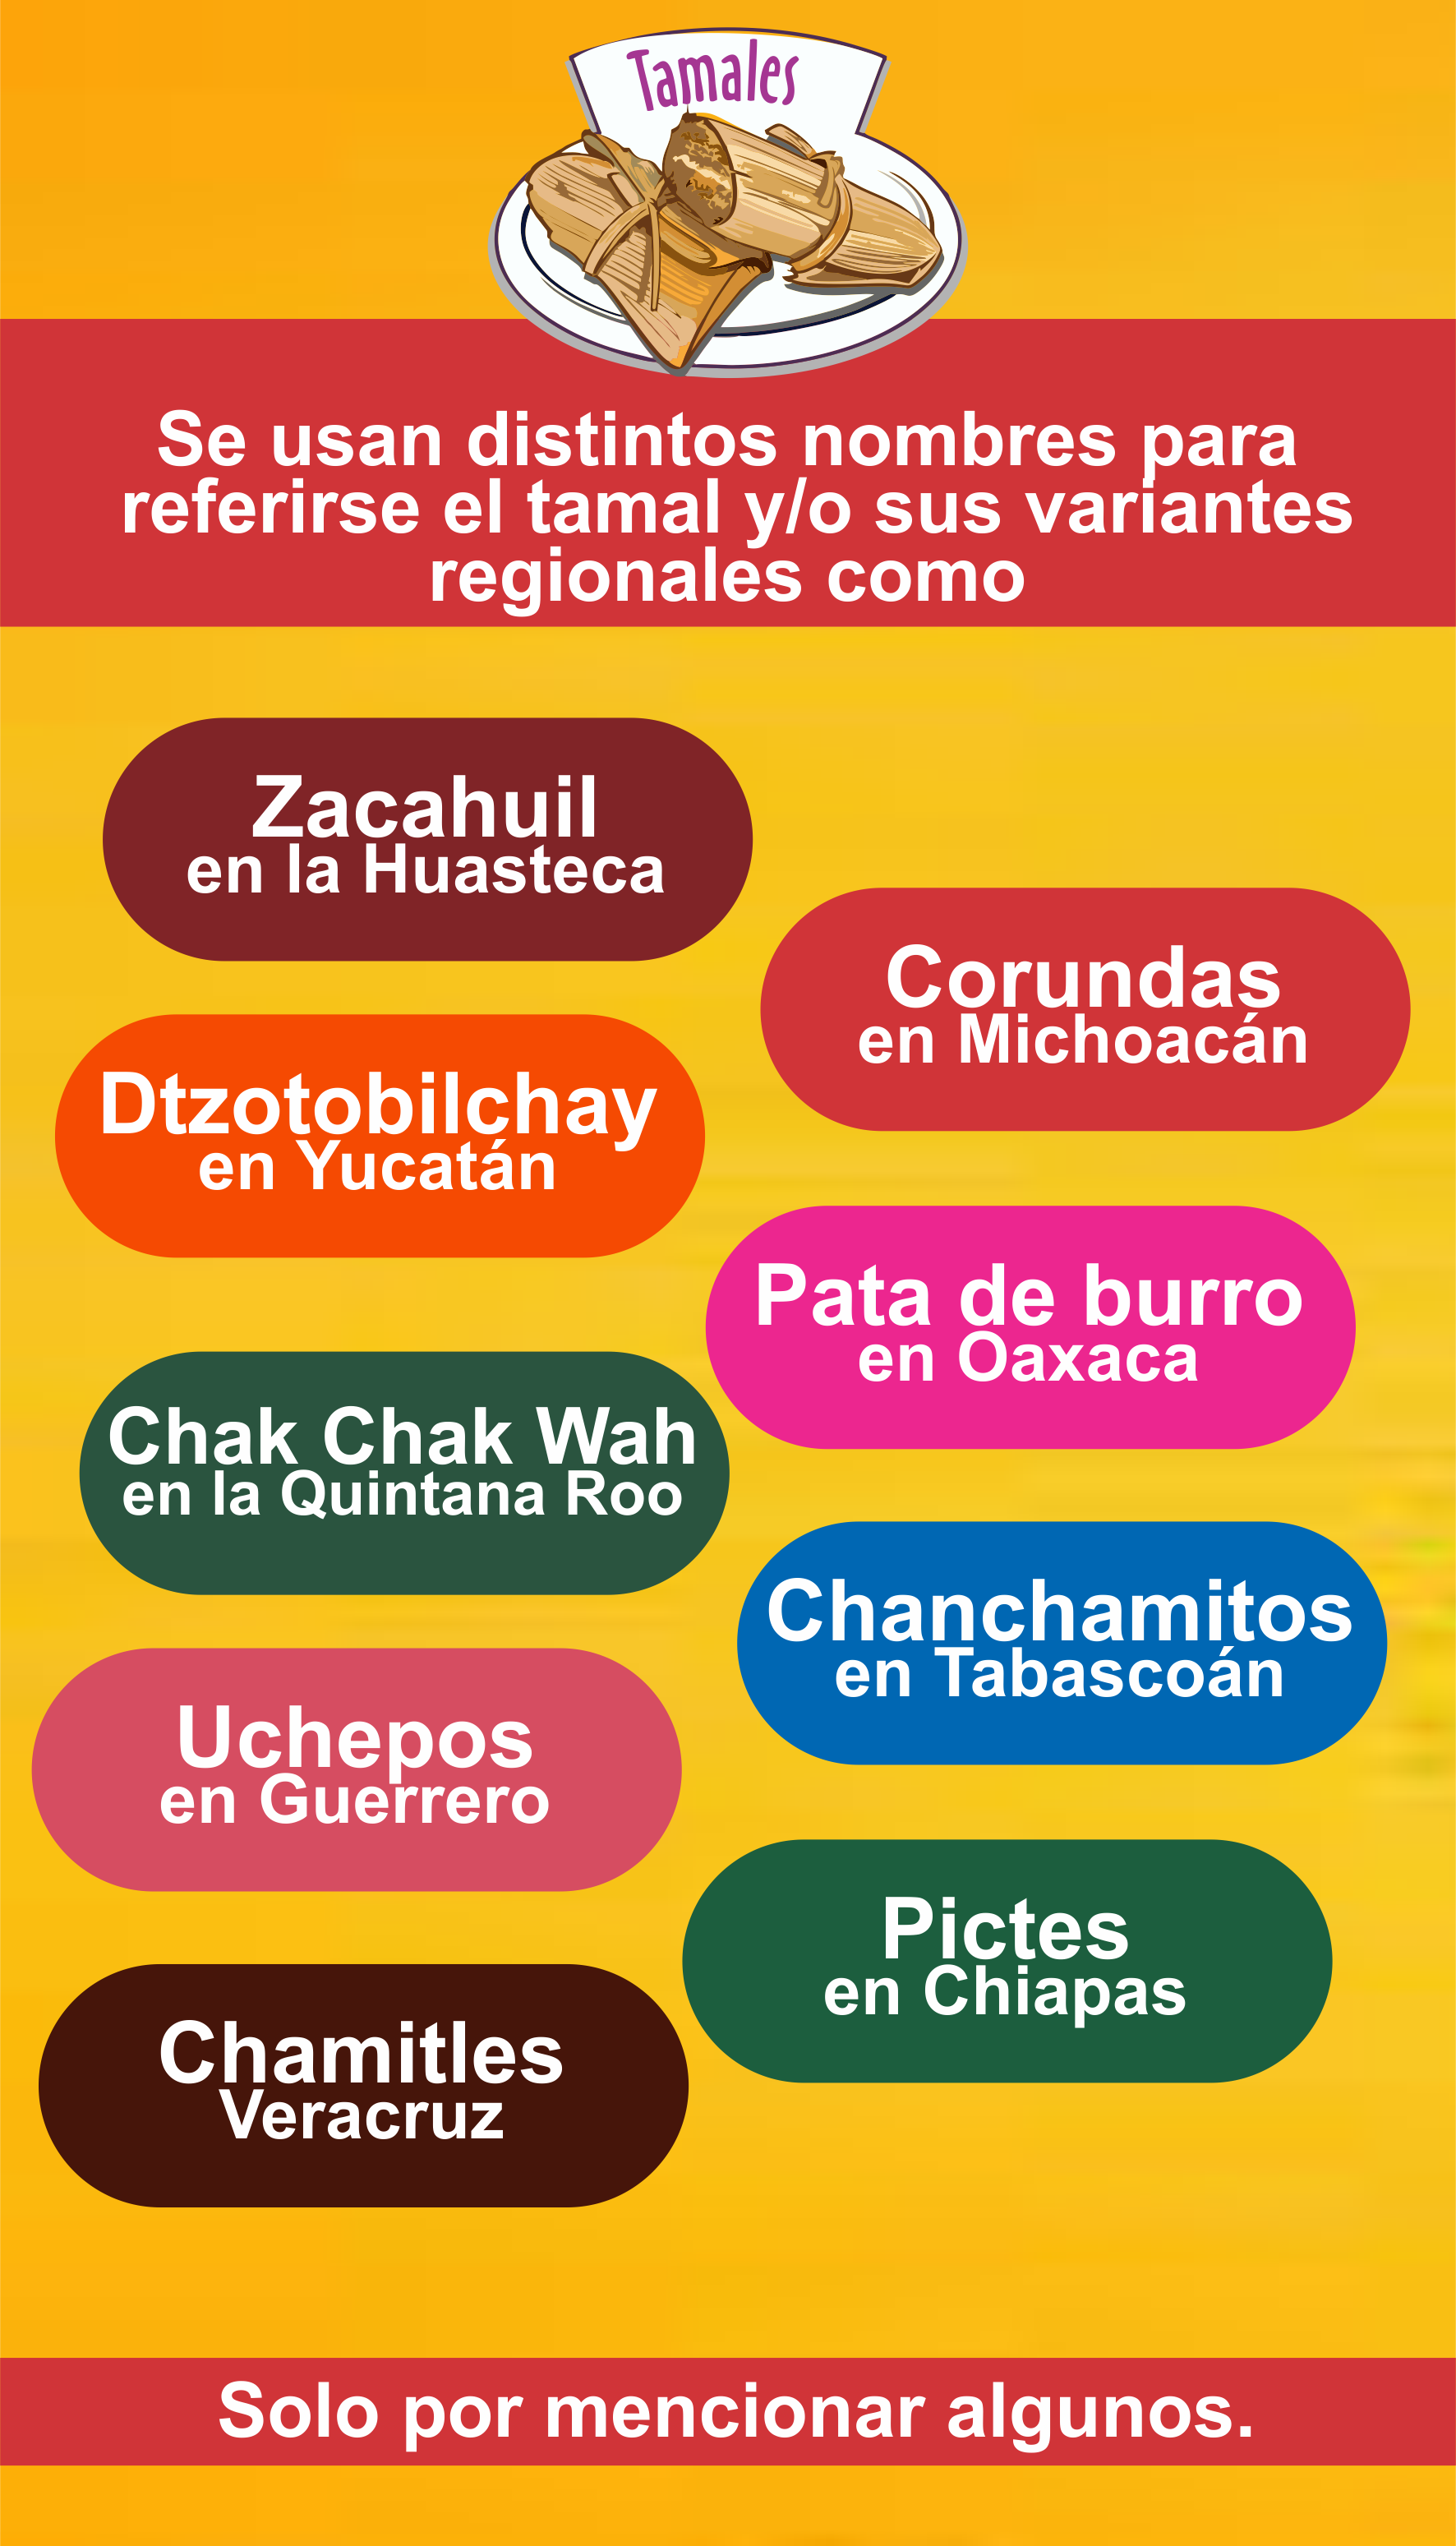 Tamales
Se usan distintos nombres para
referirse el tamal y/o sus variantes
regionales como
Zacahuil
en la Huasteca
Corundas
en Michoacán
Dtzotobilchay
en Yucatán
Pata de burro
en Oaxaca
Chak Chak Wah
en la Quintana Roo
Chanchamitos
en Tabascoán
Uchepos
en Guerrero
Pictes
en Chiapas
Chamitles
Veracruz
Solo por mencionar algunos.